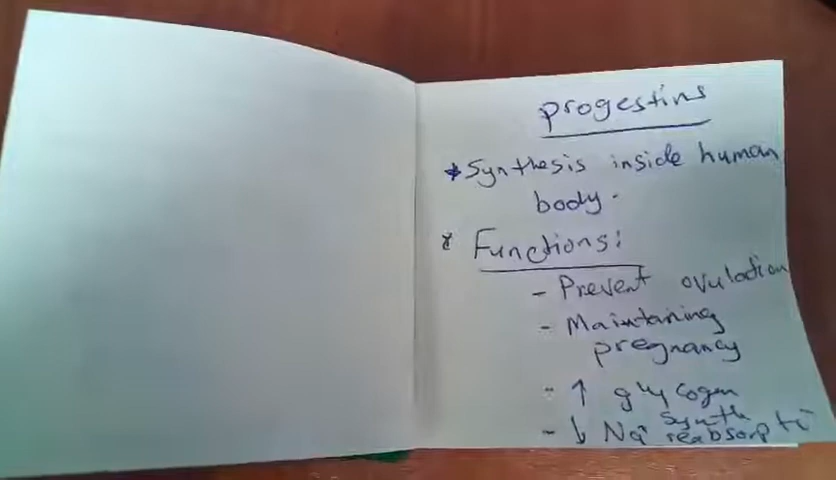 progestins
* Synthesis inside human
body.
* Functions:
- Prevent ovulation
- Maintaining
pregnancy
- ↑ glycogen
synth
- ↓ Na⁺ reabsorpti